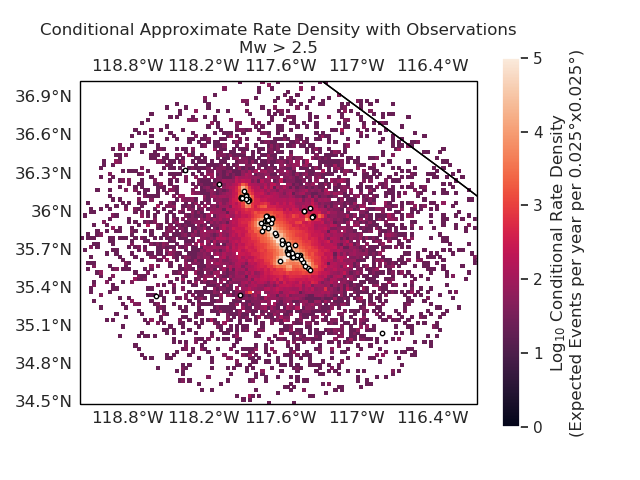 Conditional Approximate Rate Density with Observations
Mw > 2.5
118.8°W 118.2°W 117.6°W 117°W 116.4°W
36.9°N
36.6°N
36.3°N
36°N
35.7°N
35.4°N
35.1°N
34.8°N
34.5°N
118.8°W 118.2°W 117.6°W 117°W 116.4°W
5
4
3
2
1
0
Log₁₀ Conditional Rate Density
(Expected Events per year per 0.025°x0.025°)